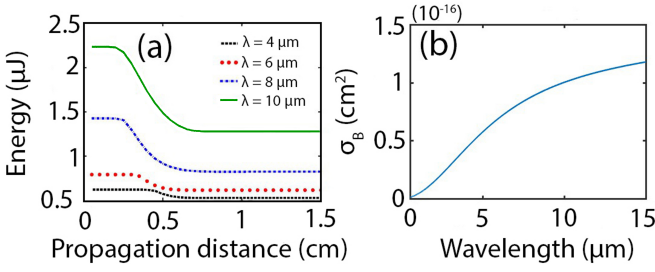 (a)
λ = 4 μm
λ = 6 μm
λ = 8 μm
λ = 10 μm
Energy (μJ)
2.5
2
1.5
1
0.5
0
0.5
1
1.5
Propagation distance (cm)
(10⁻¹⁶)
(b)
σ_B (cm²)
1.5
1
0.5
0
0
5
10
15
Wavelength (μm)